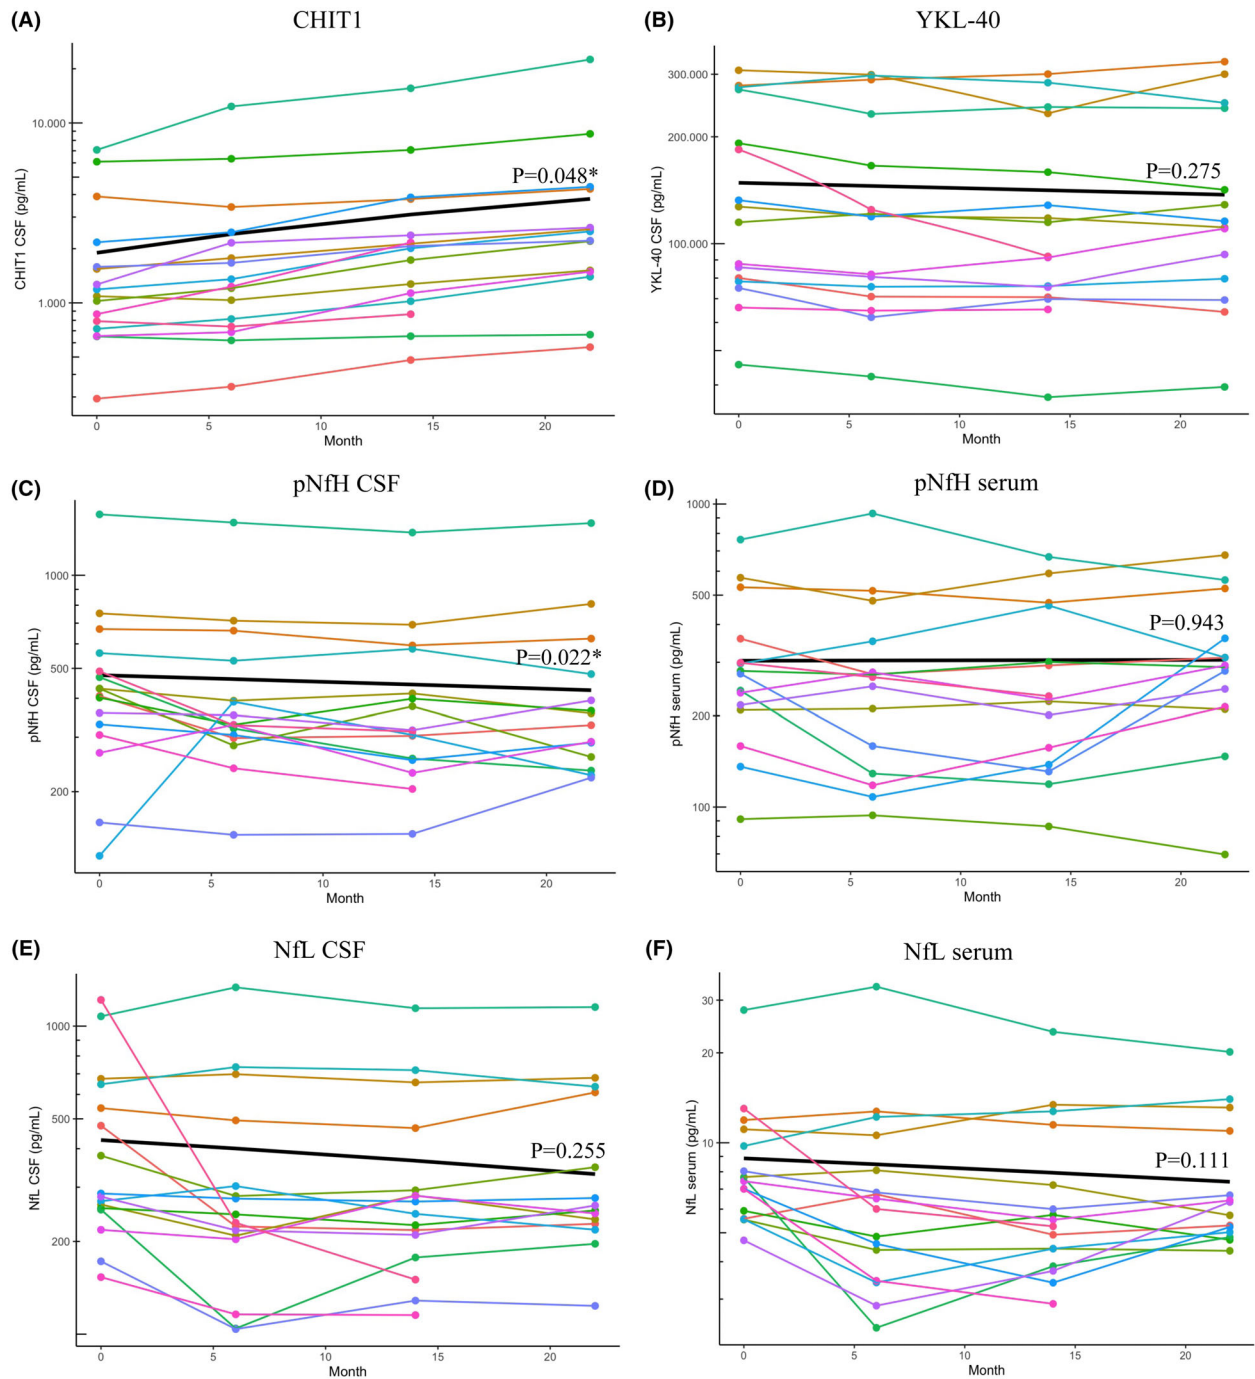 (A)
CHIT1
10.000
1.000
CHIT1 CSF (pg/mL)
P=0.048*
0 5 10 15 20
Month
(B)
YKL-40
300.000
200.000
100.000
YKL-40 CSF (pg/mL)
P=0.275
0 5 10 15 20
Month
(C)
pNfH CSF
1000
500
200
pNfH CSF (pg/mL)
P=0.022*
0 5 10 15 20
Month
(D)
pNfH serum
1000
500
200
100
pNfH serum (pg/mL)
P=0.943
0 5 10 15 20
Month
(E)
NfL CSF
1000
500
200
NfL CSF (pg/mL)
P=0.255
0 5 10 15 20
Month
(F)
NfL serum
30
20
10
NfL serum (pg/mL)
P=0.111
0 5 10 15 20
Month